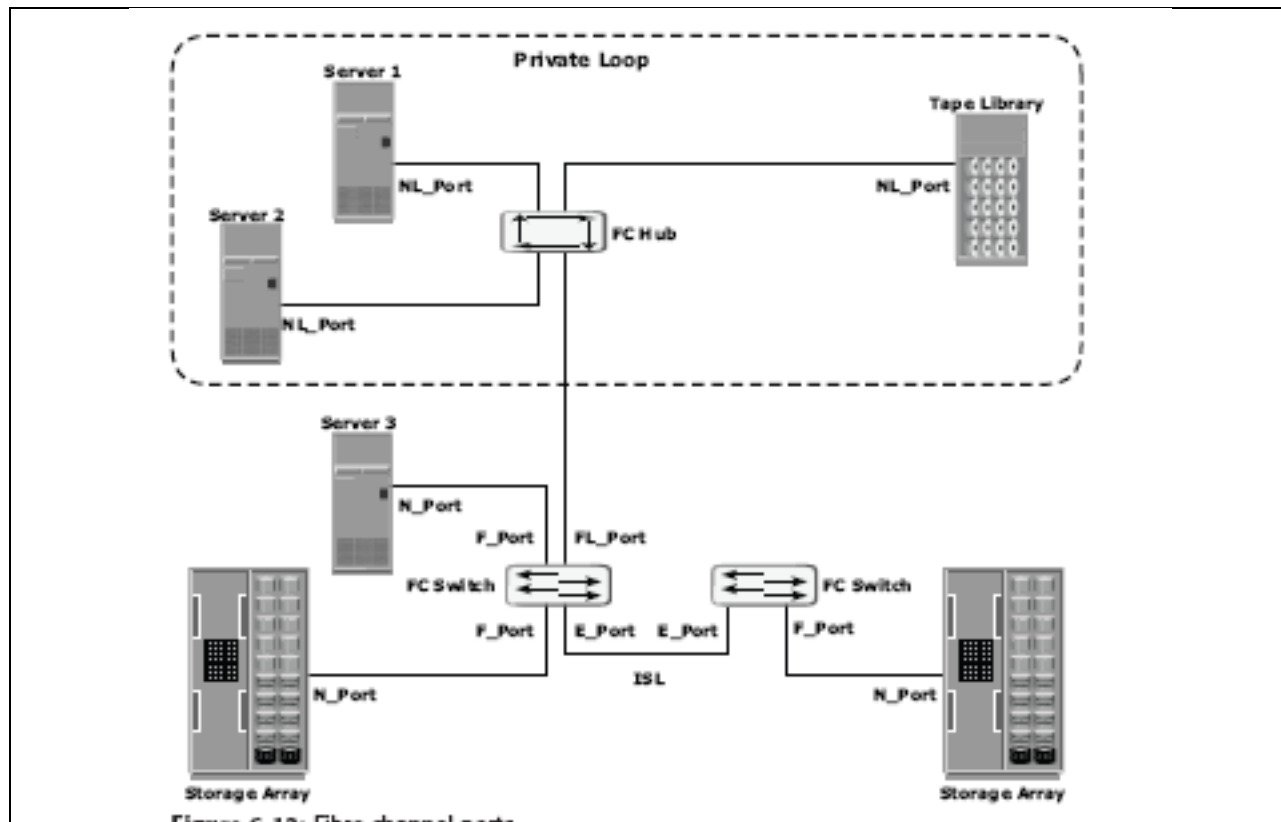 Private Loop
Server 1
Tape Library
NL_Port
NL_Port
Server 2
FC Hub
NL_Port
Server 3
N_Port
F_Port
FL_Port
FC Switch
FC Switch
F_Port
E_Port
E_Port
F_Port
ISL
N_Port
N_Port
Storage Array
Storage Array